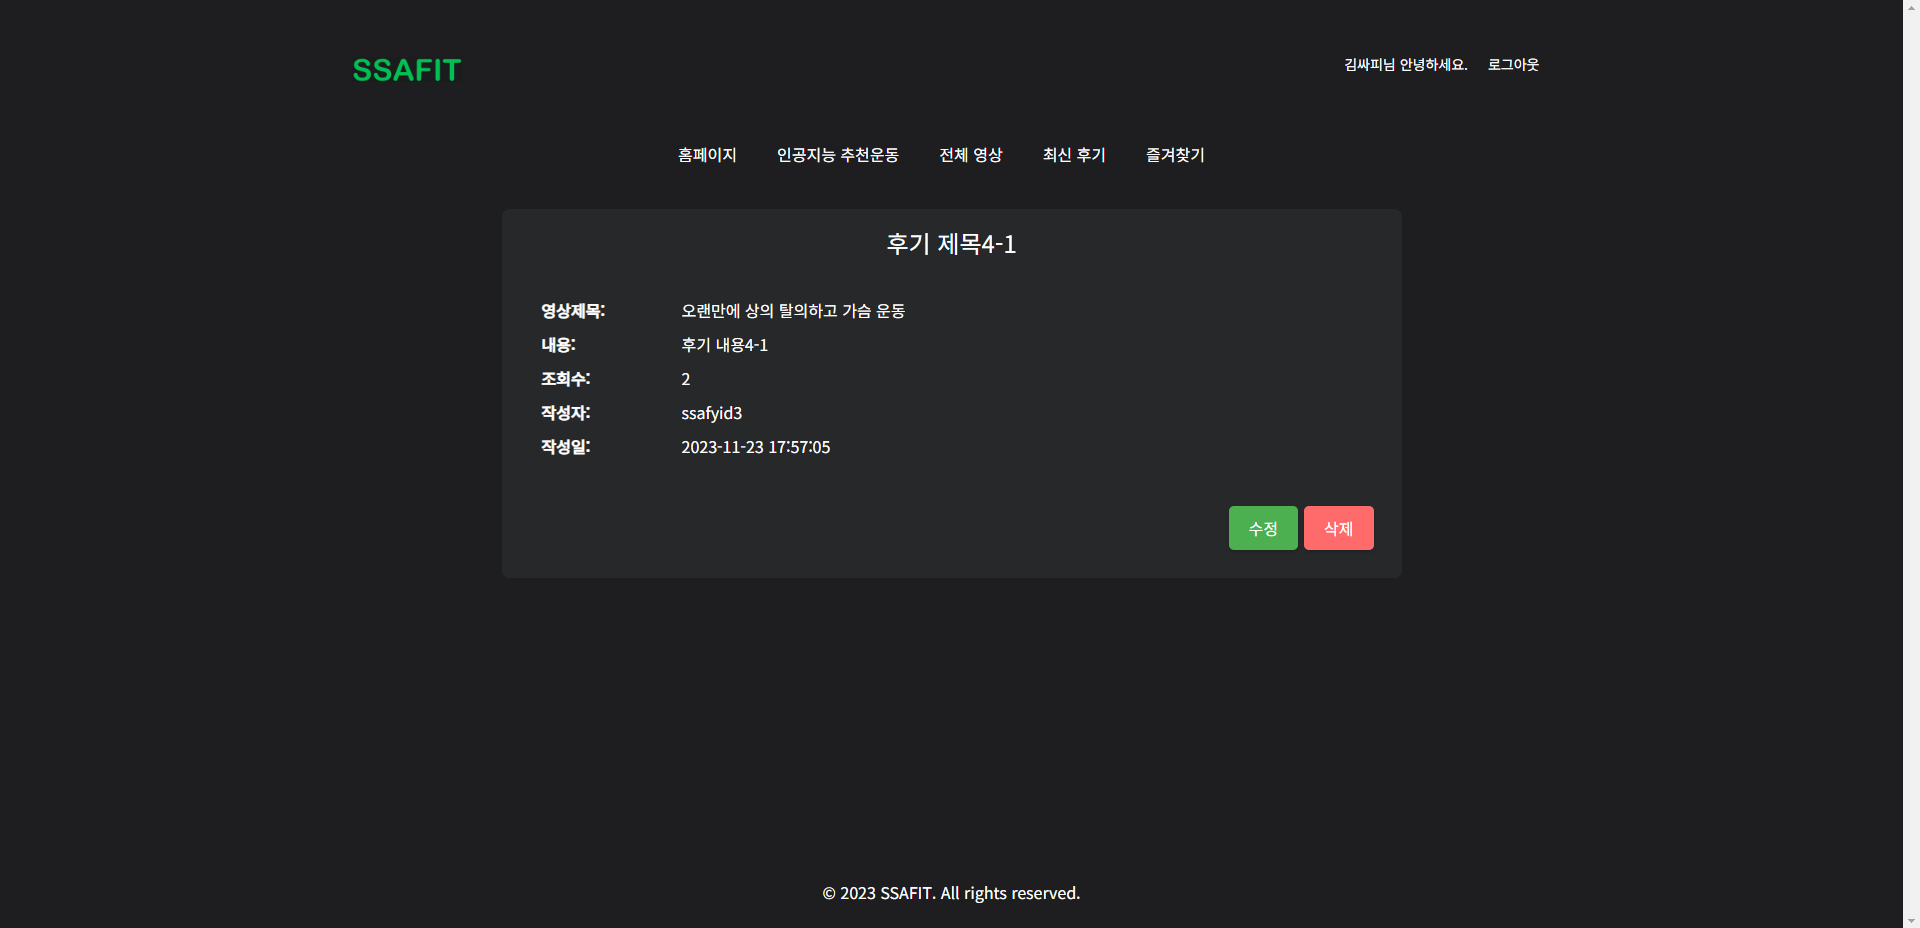 SSAFIT
김싸피님 안녕하세요. 로그아웃
홈페이지 인공지능 추천운동 전체 영상 최신 후기 즐겨찾기
후기 제목4-1
영상제목: 오랜만에 상의 탈의하고 가슴 운동
내용: 후기 내용4-1
조회수: 2
작성자: ssafyid3
작성일: 2023-11-23 17:57:05
수정 삭제
© 2023 SSAFIT. All rights reserved.